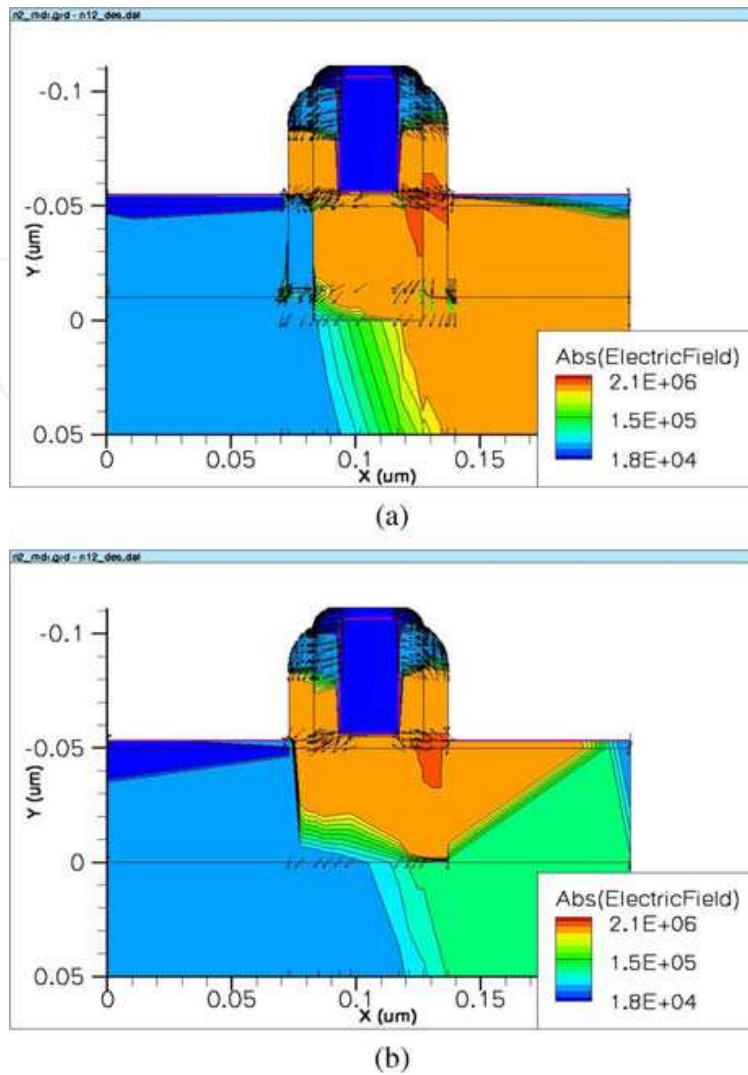 n2_mdr.grd - n12_des.dat
-0.1
-0.05
0
0.05
Y (um)
0 0.05 0.1 0.15
X (um)
Abs(ElectricField)
2.1E+06
1.5E+05
1.8E+04
(a)
n2_mdr.grd - n12_des.dat
-0.1
-0.05
0
0.05
Y (um)
0 0.05 0.1 0.15
X (um)
Abs(ElectricField)
2.1E+06
1.5E+05
1.8E+04
(b)